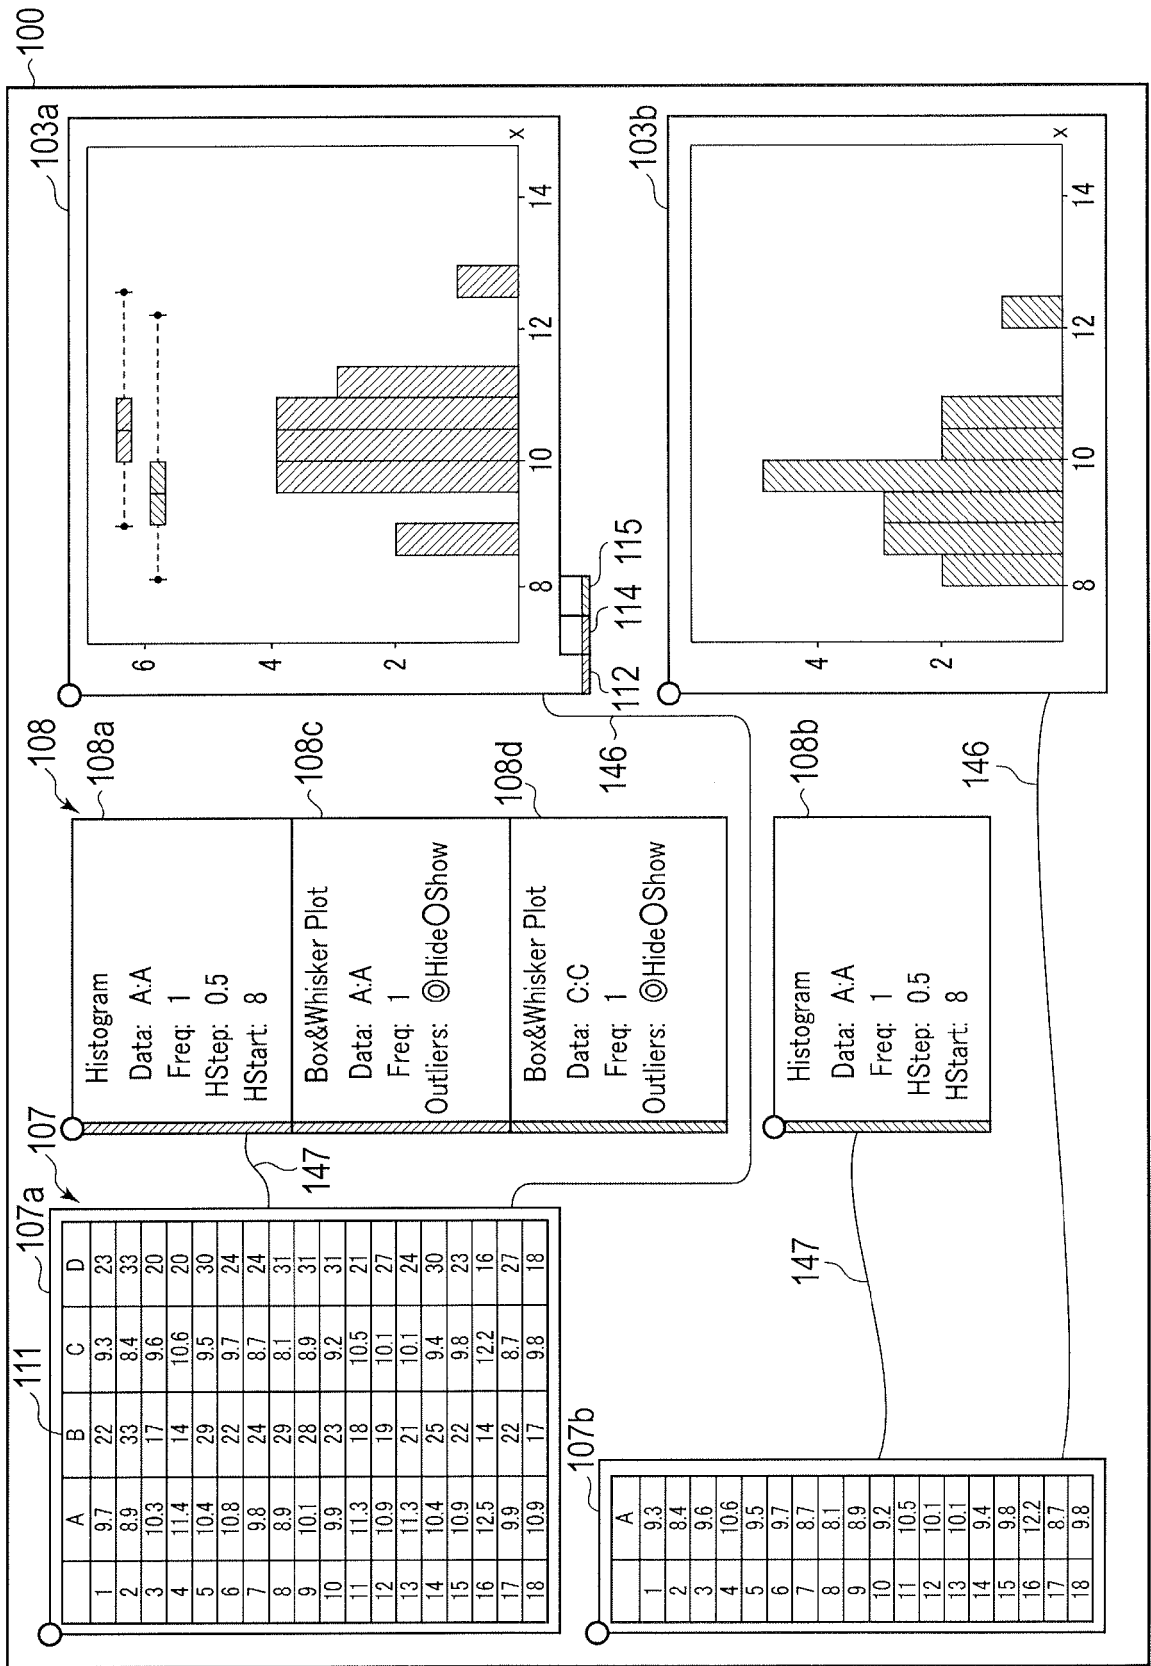 100
107
107a
111
A B C D
1 9.7 22 9.3 23
2 8.9 33 8.4 33
3 10.3 17 9.6 20
4 11.4 14 10.6 20
5 10.4 29 9.5 30
6 10.8 22 9.7 24
7 9.8 24 8.7 24
8 8.9 29 8.1 31
9 10.1 28 8.9 31
10 9.9 23 9.2 31
11 11.3 18 10.5 21
12 10.9 19 10.1 27
13 11.3 21 10.1 24
14 10.4 25 9.4 30
15 10.9 22 9.8 23
16 12.5 14 12.2 16
17 9.9 22 8.7 27
18 10.9 17 9.8 18
147
108
108a
Histogram
Data: A:A
Freq: 1
HStep: 0.5
HStart: 8
108c
Box&Whisker Plot
Data: A:A
Freq: 1
Outliers: ◎Hide○Show
108d
Box&Whisker Plot
Data: C:C
Freq: 1
Outliers: ◎Hide○Show
146
103a
6
2
8 10 12 14 x
112 114 115
107b
A
1 9.3
2 8.4
3 9.6
4 10.6
5 9.5
6 9.7
7 8.7
8 8.1
9 8.9
10 9.2
11 10.5
12 10.1
13 10.1
14 9.4
15 9.8
16 12.2
17 8.7
18 9.8
147
108b
Histogram
Data: A:A
Freq: 1
HStep: 0.5
HStart: 8
146
103b
4
2
8 10 12 14 x